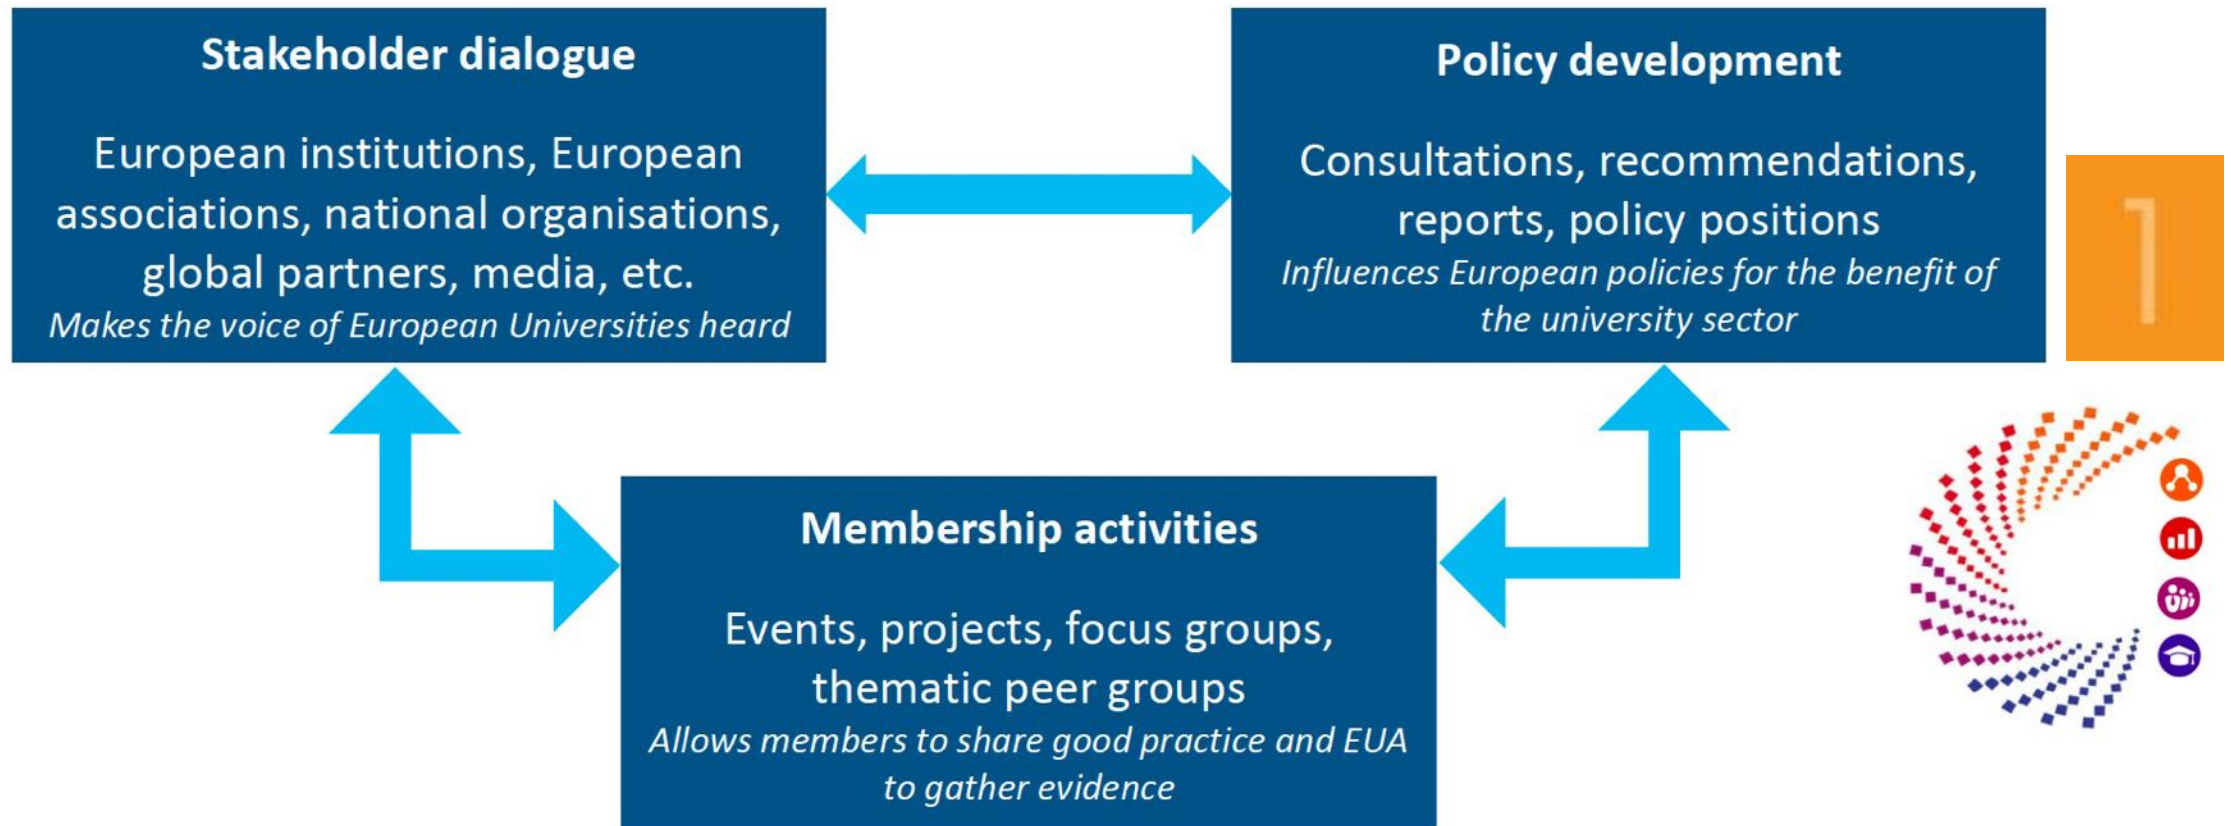 Stakeholder dialogue
European institutions, European
associations, national organisations,
global partners, media, etc.
Makes the voice of European Universities heard
Policy development
Consultations, recommendations,
reports, policy positions
Influences European policies for the benefit of
the university sector
1
Membership activities
Events, projects, focus groups,
thematic peer groups
Allows members to share good practice and EUA
to gather evidence